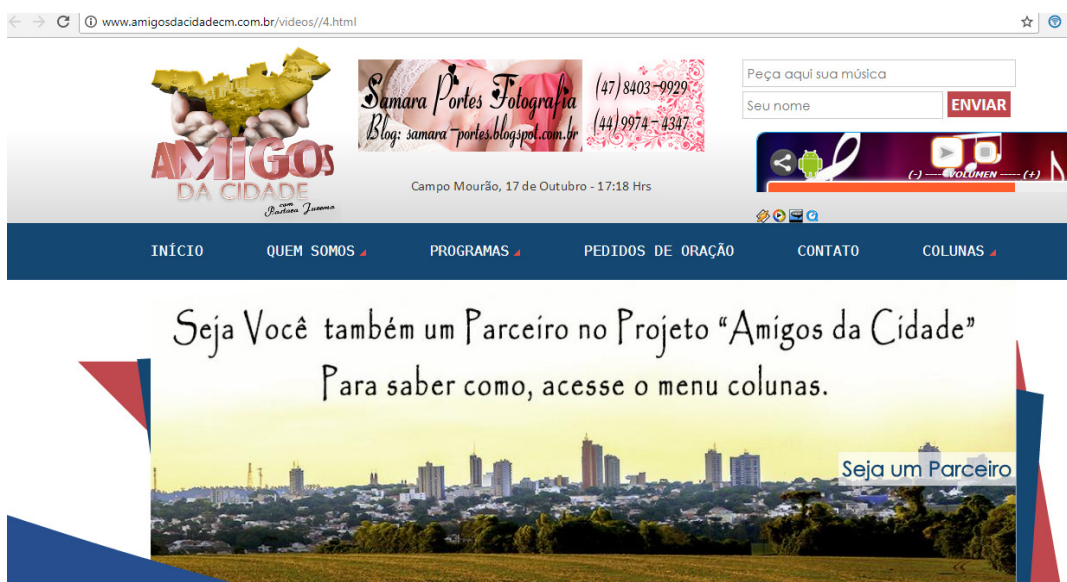 www.amigosdacidadecm.com.br/videos//4.html
AMIGOS
DA CIDADE
com
Pastora Jurema
Samara Portes Fotografia
Blog: samara-portes.blogspot.com.br
(47) 8403-9929
(44) 9974-4347
Peça aqui sua música
Seu nome
ENVIAR
(-) ---- VOLUMEN ----- (+)
Campo Mourão, 17 de Outubro - 17:18 Hrs
INÍCIO QUEM SOMOS PROGRAMAS PEDIDOS DE ORAÇÃO CONTATO COLUNAS
Seja Você também um Parceiro no Projeto “Amigos da Cidade”
Para saber como, acesse o menu colunas.
Seja um Parceiro